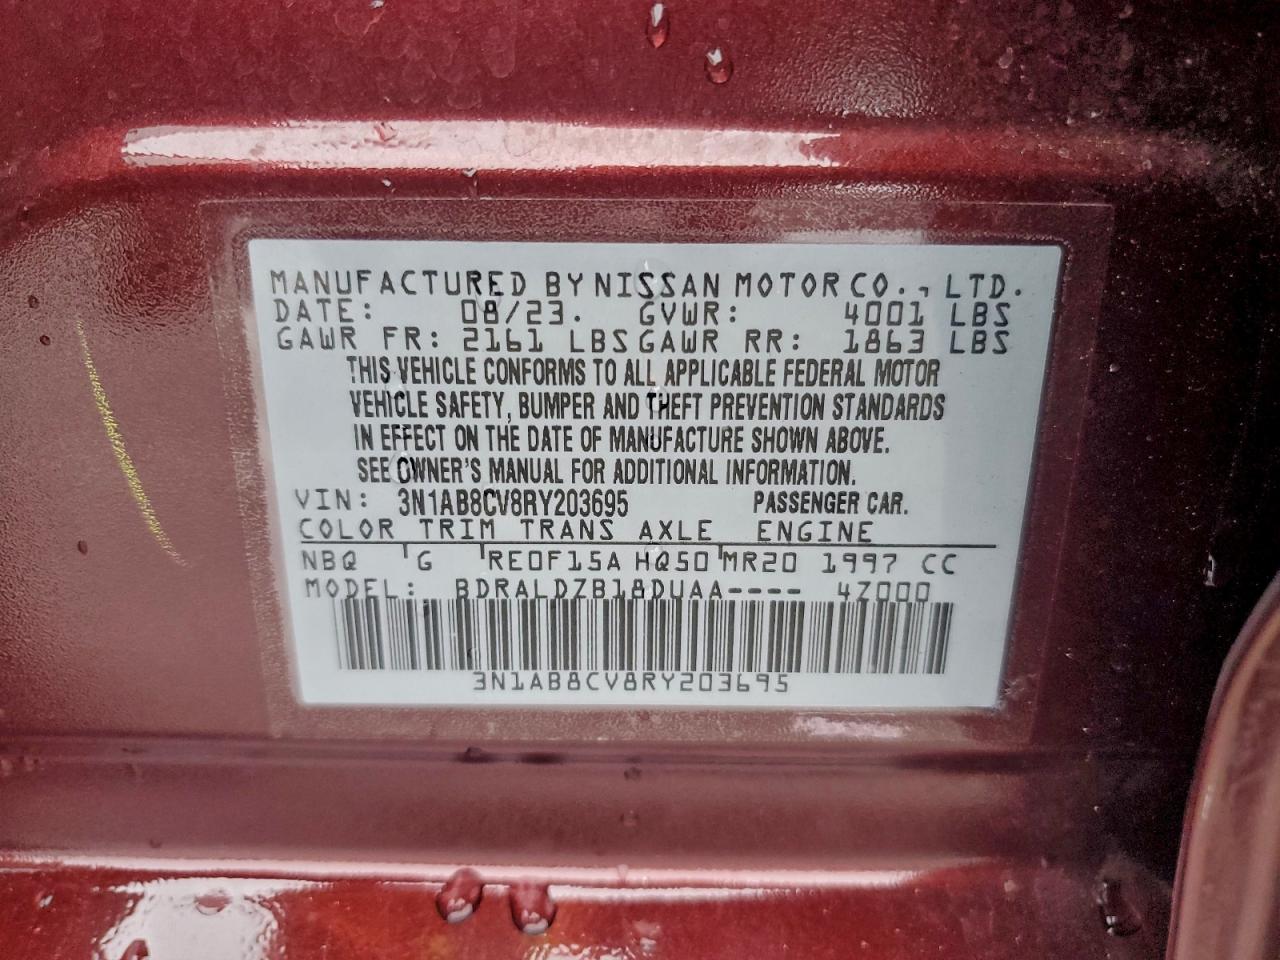 MANUFACTURED BY NISSAN MOTOR CO., LTD.
DATE: 08/23. GVWR: 4001 LBS
GAWR FR: 2161 LBS GAWR RR: 1863 LBS
THIS VEHICLE CONFORMS TO ALL APPLICABLE FEDERAL MOTOR
VEHICLE SAFETY, BUMPER AND THEFT PREVENTION STANDARDS
IN EFFECT ON THE DATE OF MANUFACTURE SHOWN ABOVE.
SEE OWNER'S MANUAL FOR ADDITIONAL INFORMATION.
VIN: 3N1AB8CV8RY203695 PASSENGER CAR.
COLOR TRIM TRANS AXLE ENGINE
NBQ G RE0F15A HQ50 MR20 1997 CC
MODEL: BDRALDZB18DUAA---- 4Z000
3N1AB8CV8RY203695